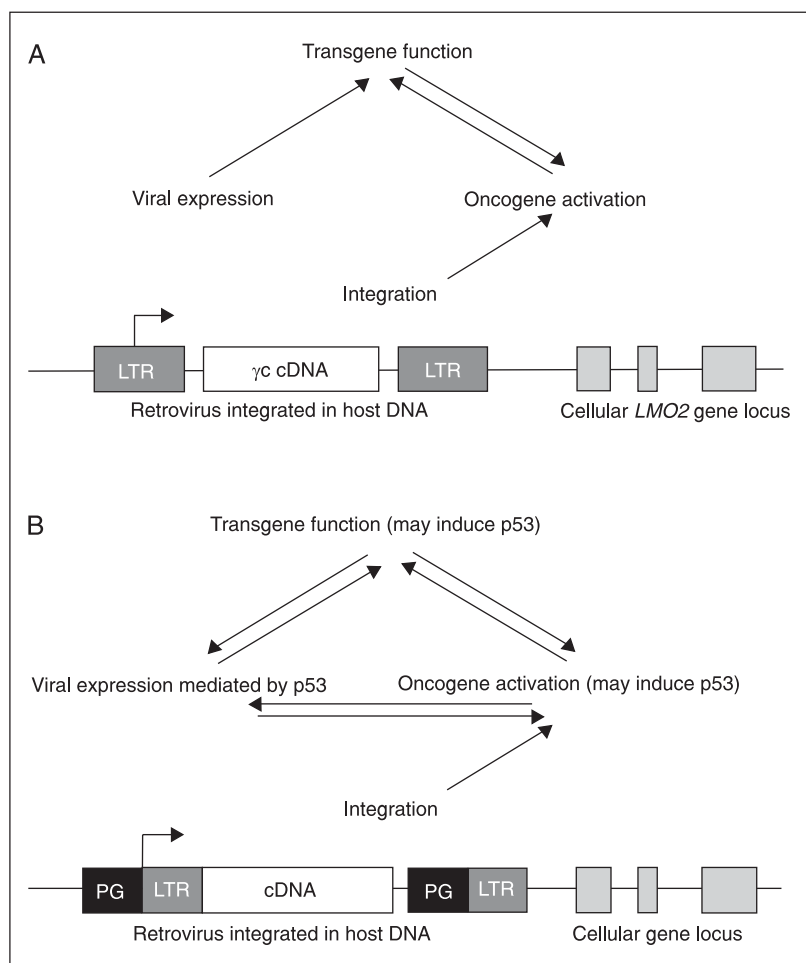 A
Transgene function
Viral expression
Oncogene activation
Integration
LTR
γc cDNA
LTR
Retrovirus integrated in host DNA
Cellular LMO2 gene locus
B
Transgene function (may induce p53)
Viral expression mediated by p53
Oncogene activation (may induce p53)
Integration
PG
LTR
cDNA
PG
LTR
Retrovirus integrated in host DNA
Cellular gene locus